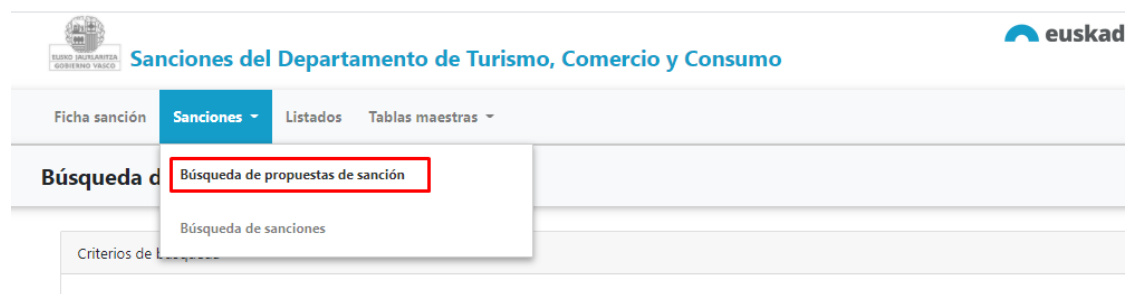 EUSKO JAURLARITZA
GOBIERNO VASCO
Sanciones del Departamento de Turismo, Comercio y Consumo
euskad
Ficha sanción Sanciones Listados Tablas maestras
Búsqueda d
Búsqueda de propuestas de sanción
Búsqueda de sanciones
Criterios de